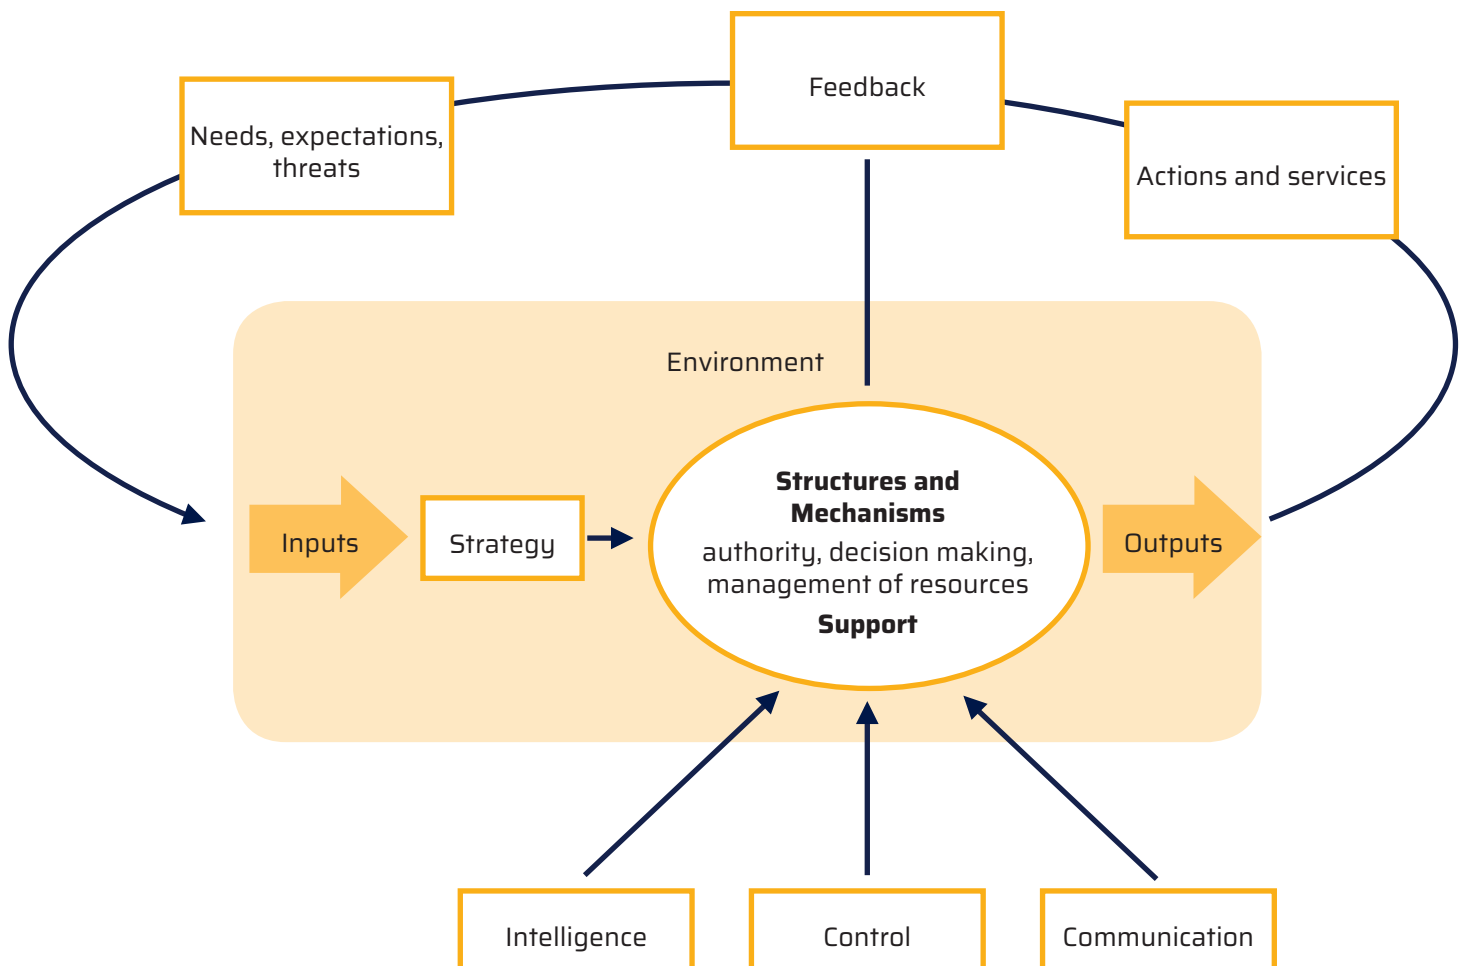 Feedback
Needs, expectations,
threats
Actions and services
Environment
Inputs
Strategy
Structures and
Mechanisms
authority, decision making,
management of resources
Support
Outputs
Intelligence
Control
Communication